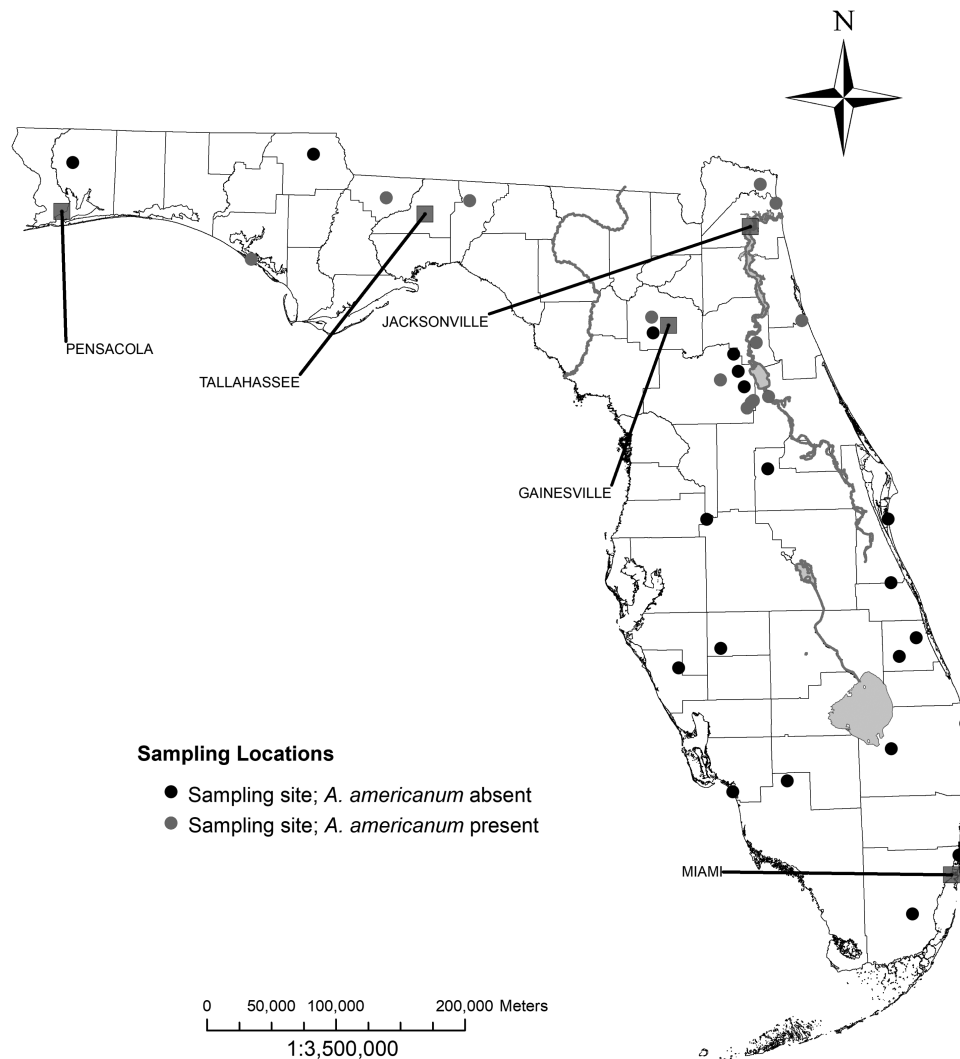 N
JACKSONVILLE
PENSACOLA
TALLAHASSEE
GAINESVILLE
Sampling Locations
Sampling site; A. americanum absent
Sampling site; A. americanum present
MIAMI
0 50,000 100,000 200,000 Meters
1:3,500,000